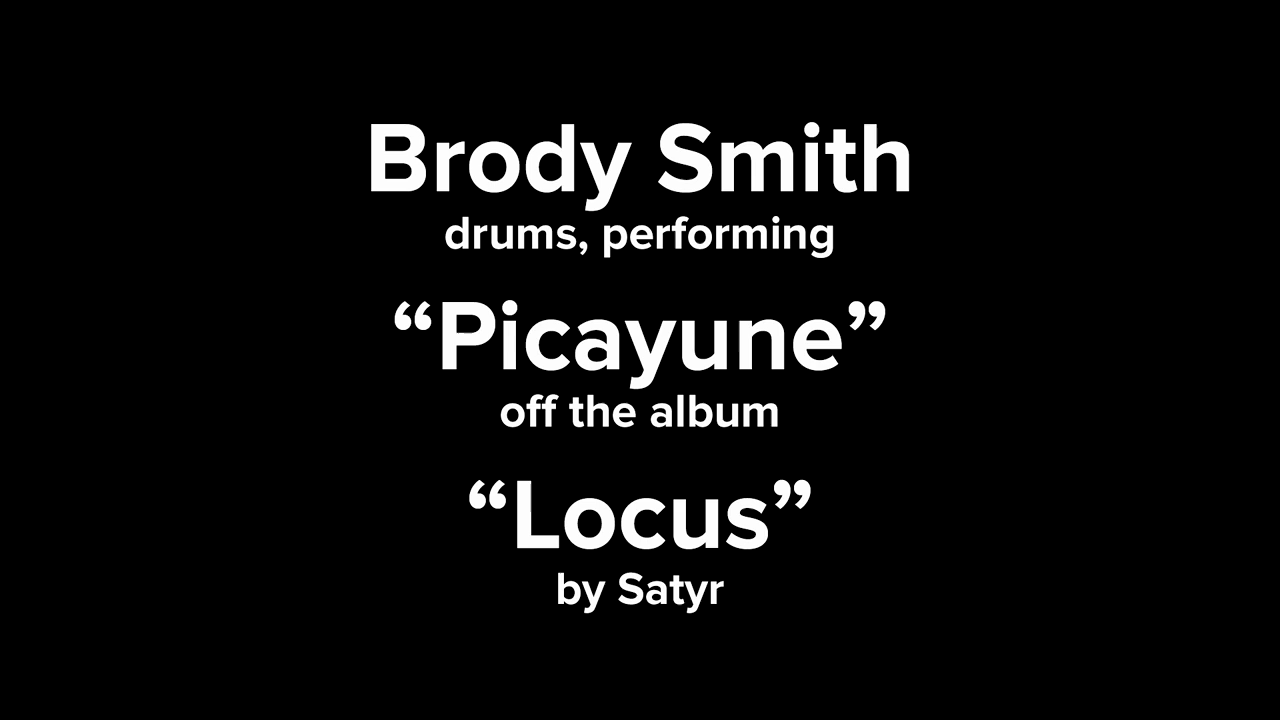 Brody Smith
drums, performing
“Picayune”
off the album
“Locus”
by Satyr